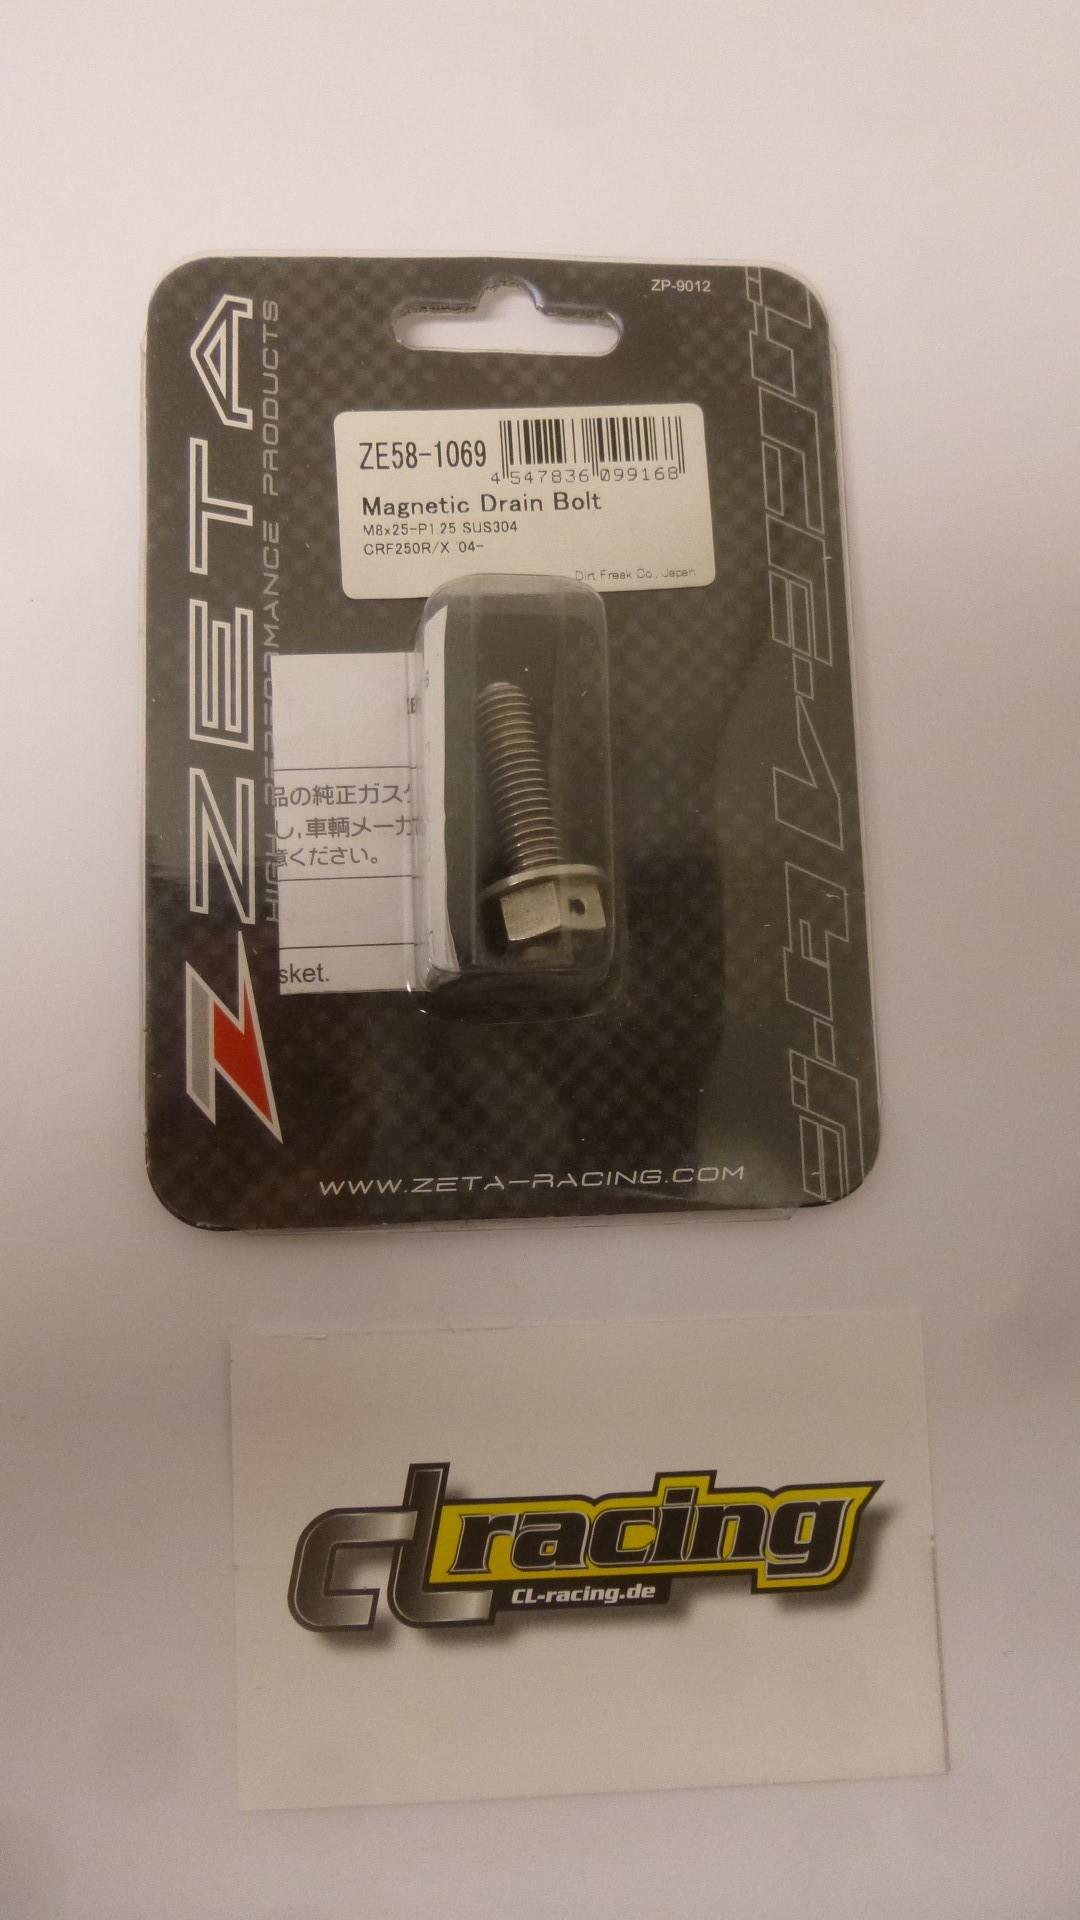 ZP-9012
ZETA
HIGH PERFORMANCE PRODUCTS
ZE58-1069
4 547836 099168
Magnetic Drain Bolt
M8x25-P1.25 SUS304
CRF250R/X '04-
Dirt Freak Co., Japan
品の純正ガスケ
し,車輌メーカ
意ください。
sket.
WWW.ZETA-RACING.COM
CL racing
CL-racing.de